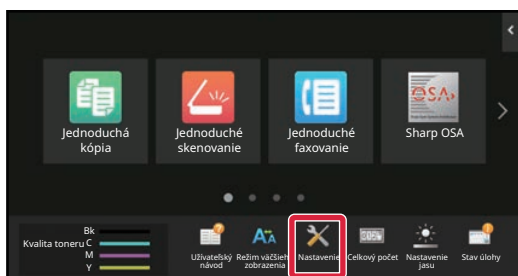 Jednoduchá
kópia
Jednoduché
skenovanie
Jednoduché
faxovanie
Sharp OSA
Kvalita toneru
Bk
C
M
Y
Užívateľský
návod
Režim väčšieh
zobrazenia
Nastavenie
Celkový počet
Nastavenie
jasu
Stav úlohy